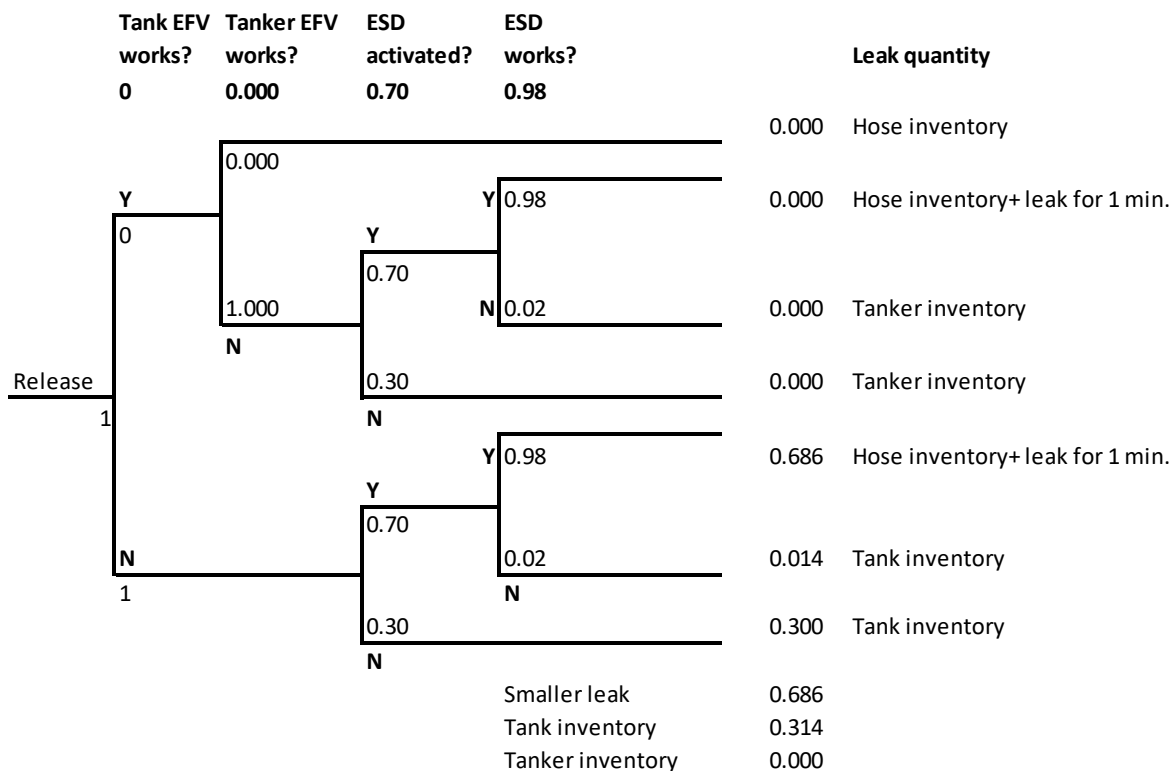 Tank EFV Tanker EFV ESD ESD
works? works? activated? works? Leak quantity
0 0.000 0.70 0.98
0.000 Hose inventory
0.000
Y Y 0.98 0.000 Hose inventory+ leak for 1 min.
0 Y
0.70
1.000 N 0.02 0.000 Tanker inventory
N
Release 0.30 0.000 Tanker inventory
1 N
Y 0.98 0.686 Hose inventory+ leak for 1 min.
Y
0.70
N 0.02 0.014 Tank inventory
1 N
0.30 0.300 Tank inventory
N
Smaller leak 0.686
Tank inventory 0.314
Tanker inventory 0.000